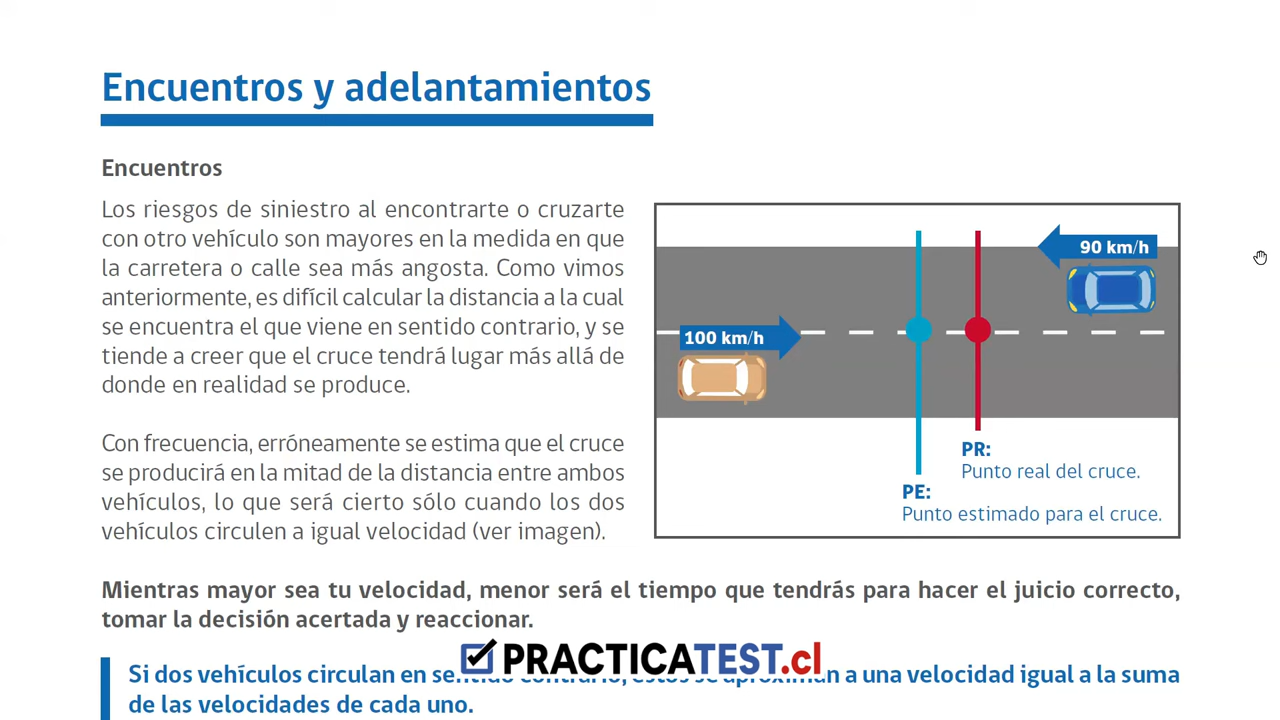 Encuentros y adelantamientos
Encuentros
Los riesgos de siniestro al encontrarte o cruzarte
con otro vehículo son mayores en la medida en que
la carretera o calle sea más angosta. Como vimos
anteriormente, es difícil calcular la distancia a la cual
se encuentra el que viene en sentido contrario, y se
tiende a creer que el cruce tendrá lugar más allá de
donde en realidad se produce.
Con frecuencia, erróneamente se estima que el cruce
se producirá en la mitad de la distancia entre ambos
vehículos, lo que será cierto sólo cuando los dos
vehículos circulen a igual velocidad (ver imagen).
90 km/h
100 km/h
PR:
Punto real del cruce.
PE:
Punto estimado para el cruce.
Mientras mayor sea tu velocidad, menor será el tiempo que tendrás para hacer el juicio correcto,
tomar la decisión acertada y reaccionar.
PRACTICATEST.cl
Si dos vehículos circulan en sentido contrario, estos se aproximan a una velocidad igual a la suma
de las velocidades de cada uno.